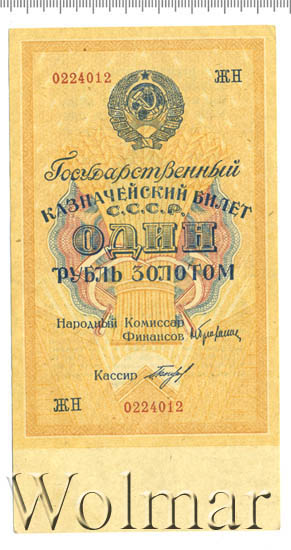 0224012 ЖН
Государственный
КАЗНАЧЕЙСКИЙ БИЛЕТ
С.С.С.Р.
ОДИН
РУБЛЬ ЗОЛОТОМ
Народный Комиссар
Финансов
Кассир
ЖН 0224012
Wolmar